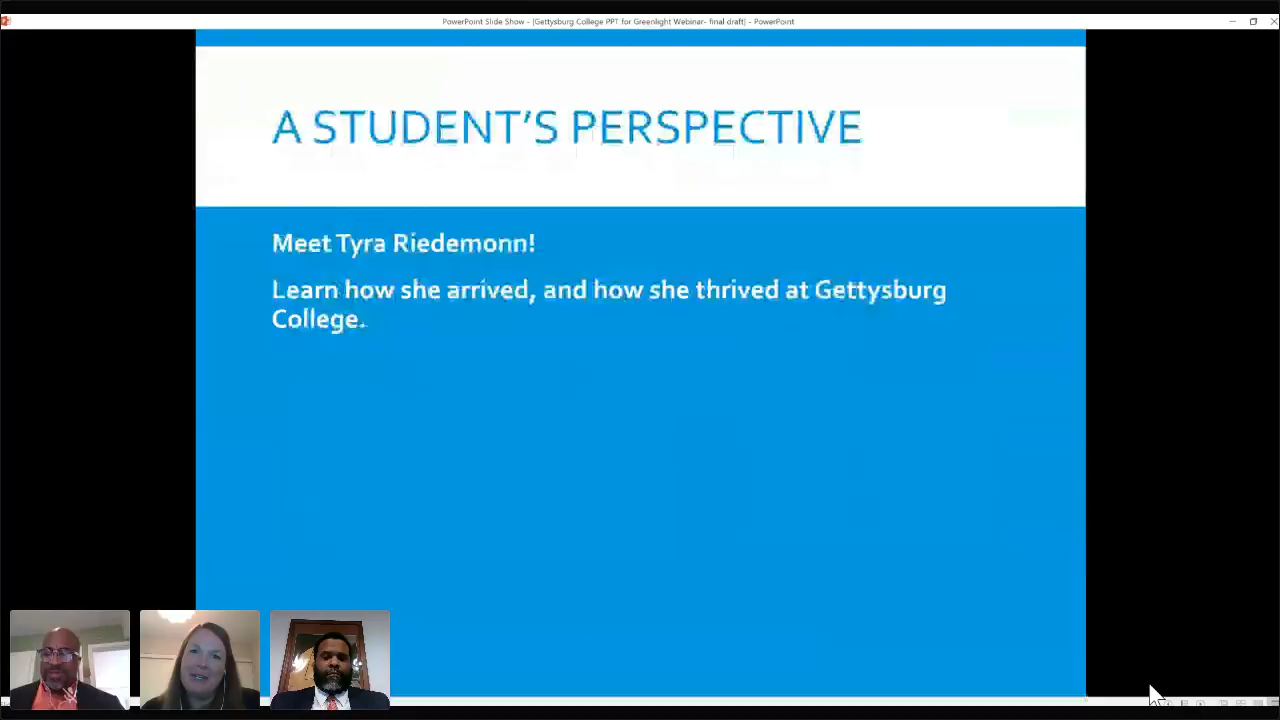 PowerPoint Slide Show - [Gettysburg College PPT for Greenlight Webinar- final draft] - PowerPoint
A STUDENT'S PERSPECTIVE
Meet Tyra Riedemonn!
Learn how she arrived, and how she thrived at Gettysburg
College.